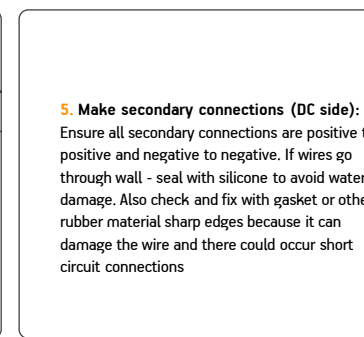 5. Make secondary connections (DC side):
Ensure all secondary connections are positive
positive and negative to negative. If wires go
through wall - seal with silicone to avoid water
damage. Also check and fix with gasket or
rubber material sharp edges because it can
damage the wire and there could occur short
circuit connections